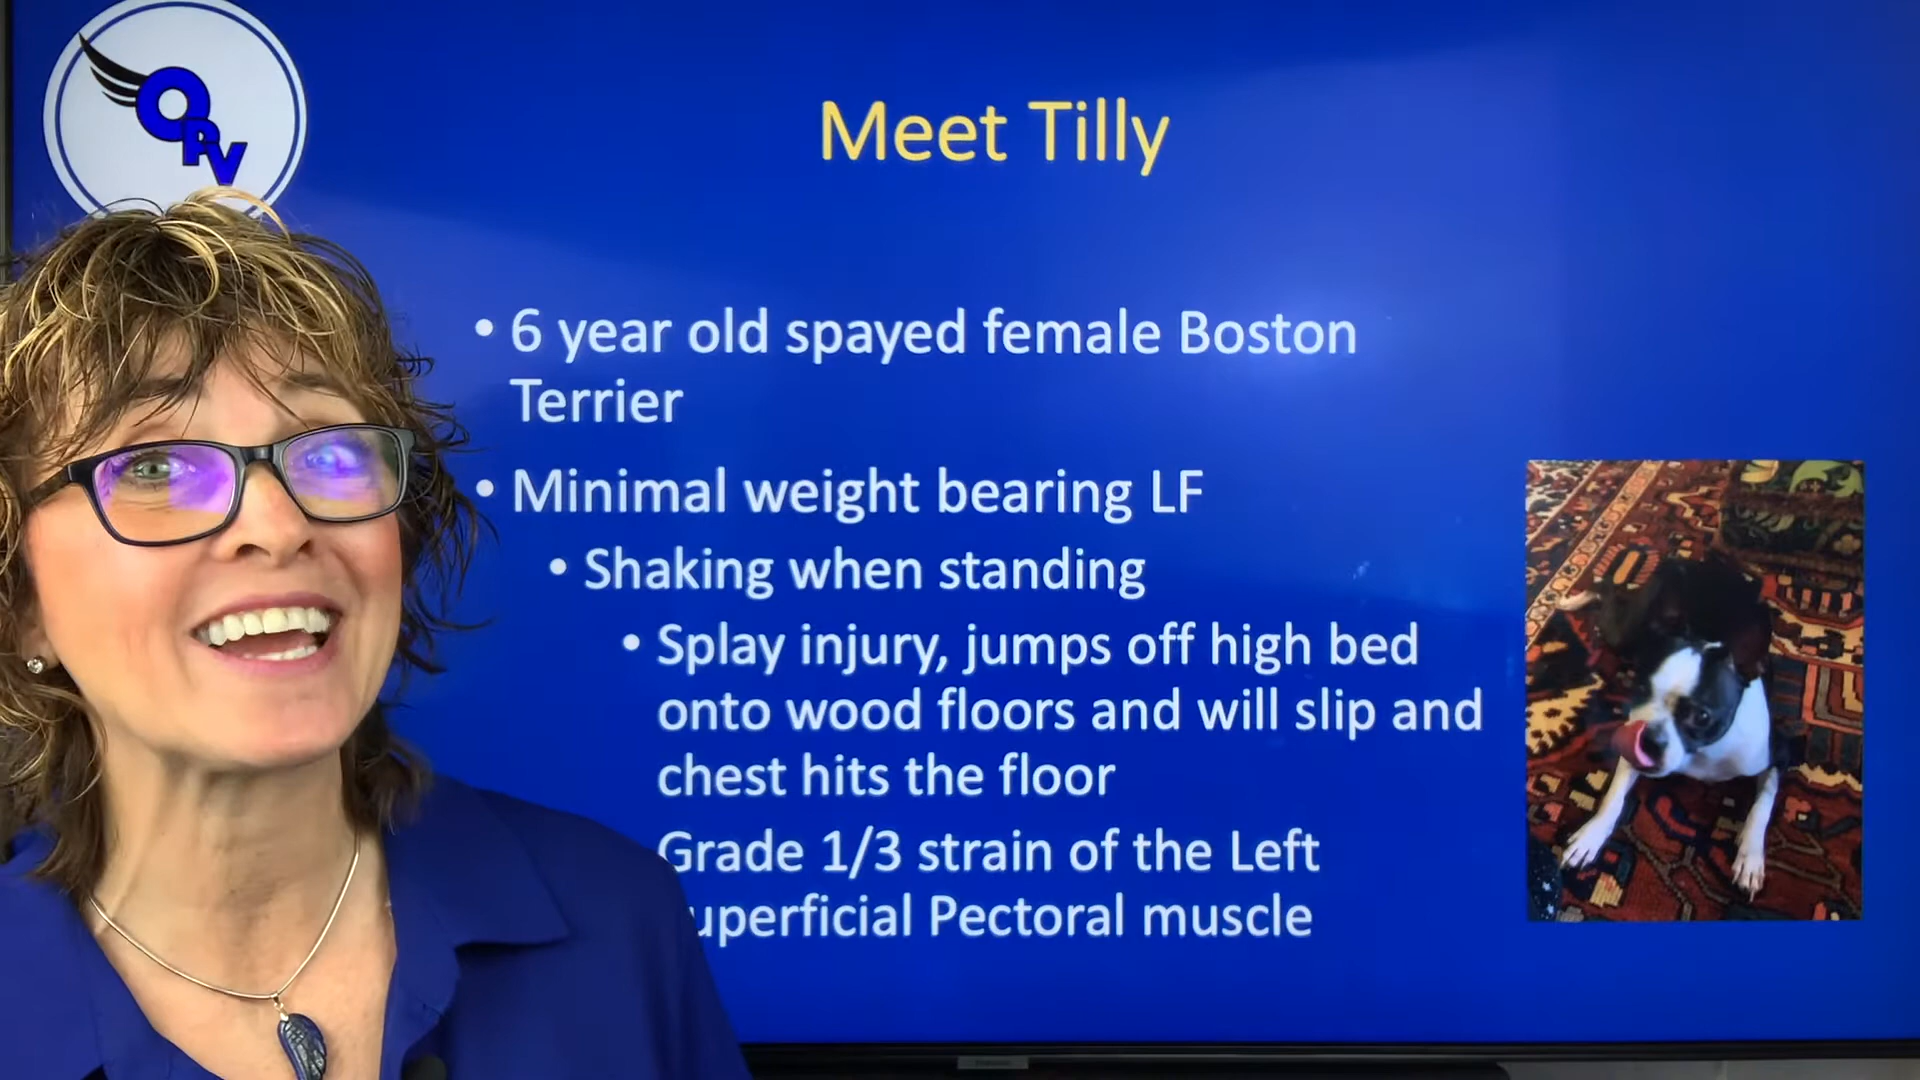 OPV
Meet Tilly
• 6 year old spayed female Boston
Terrier
• Minimal weight bearing LF
• Shaking when standing
• Splay injury, jumps off high bed
onto wood floors and will slip and
chest hits the floor
Grade 1/3 strain of the Left
uperficial Pectoral muscle